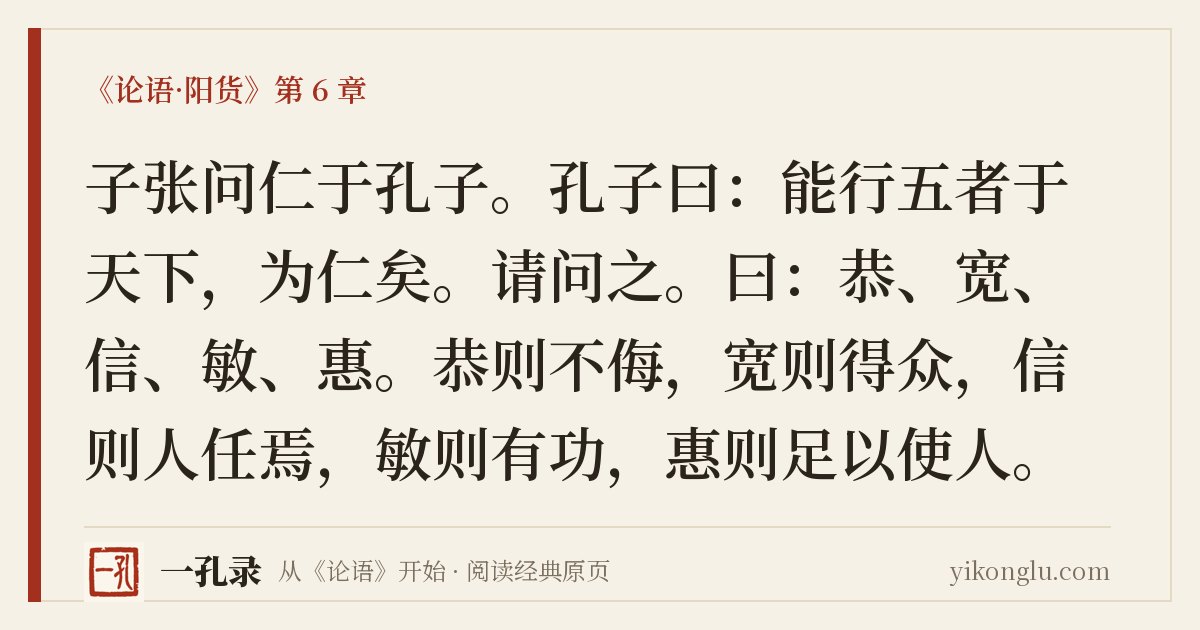 《论语·阳货》第 6 章
子张问仁于孔子。孔子曰：能行五者于
天下，为仁矣。请问之。曰：恭、宽、
信、敏、惠。恭则不侮，宽则得众，信
则人任焉，敏则有功，惠则足以使人。
一孔
一孔录 从《论语》开始 · 阅读经典原页 yikonglu.com